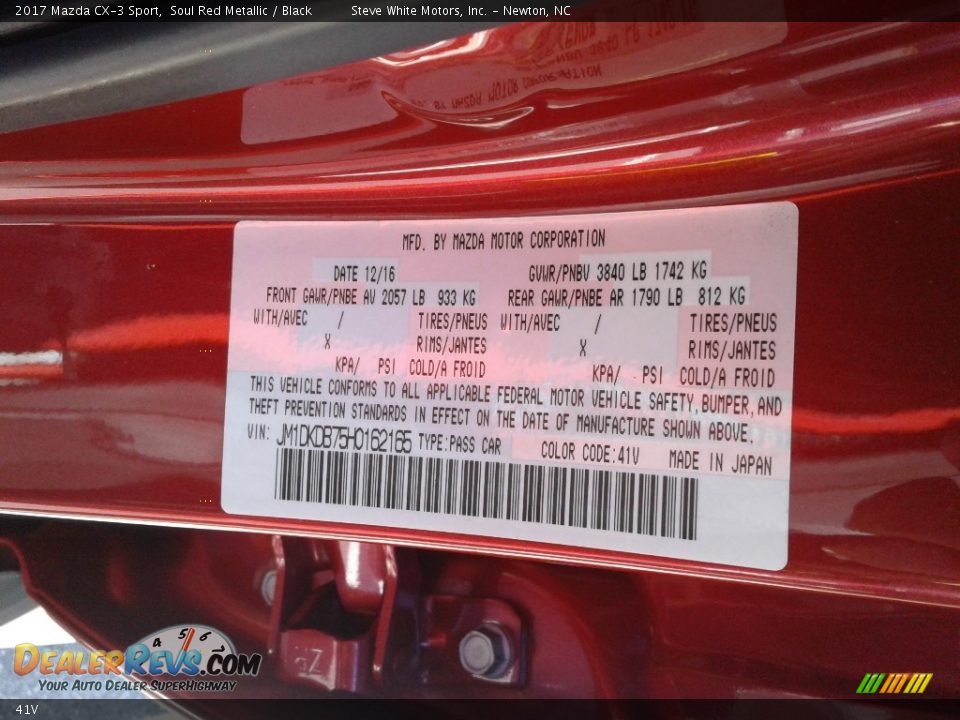 2017 Mazda CX-3 Sport, Soul Red Metallic / Black Steve White Motors, Inc. - Newton, NC
MFD. BY MAZDA MOTOR CORPORATION
DATE 12/16 GVWR/PNBV 3840 LB 1742 KG
FRONT GAWR/PNBE AV 2057 LB 933 KG REAR GAWR/PNBE AR 1790 LB 812 KG
WITH/AVEC / TIRES/PNEUS WITH/AVEC / TIRES/PNEUS
X RIMS/JANTES X RIMS/JANTES
KPA/ PSI COLD/A FROID KPA/ PSI COLD/A FROID
THIS VEHICLE CONFORMS TO ALL APPLICABLE FEDERAL MOTOR VEHICLE SAFETY, BUMPER, AND
THEFT PREVENTION STANDARDS IN EFFECT ON THE DATE OF MANUFACTURE SHOWN ABOVE.
VIN: JM1DKDB75H0162165 TYPE:PASS CAR COLOR CODE:41V MADE IN JAPAN
4 5 6
DealerRevs.com
Your Auto Dealer SuperHighway
41V